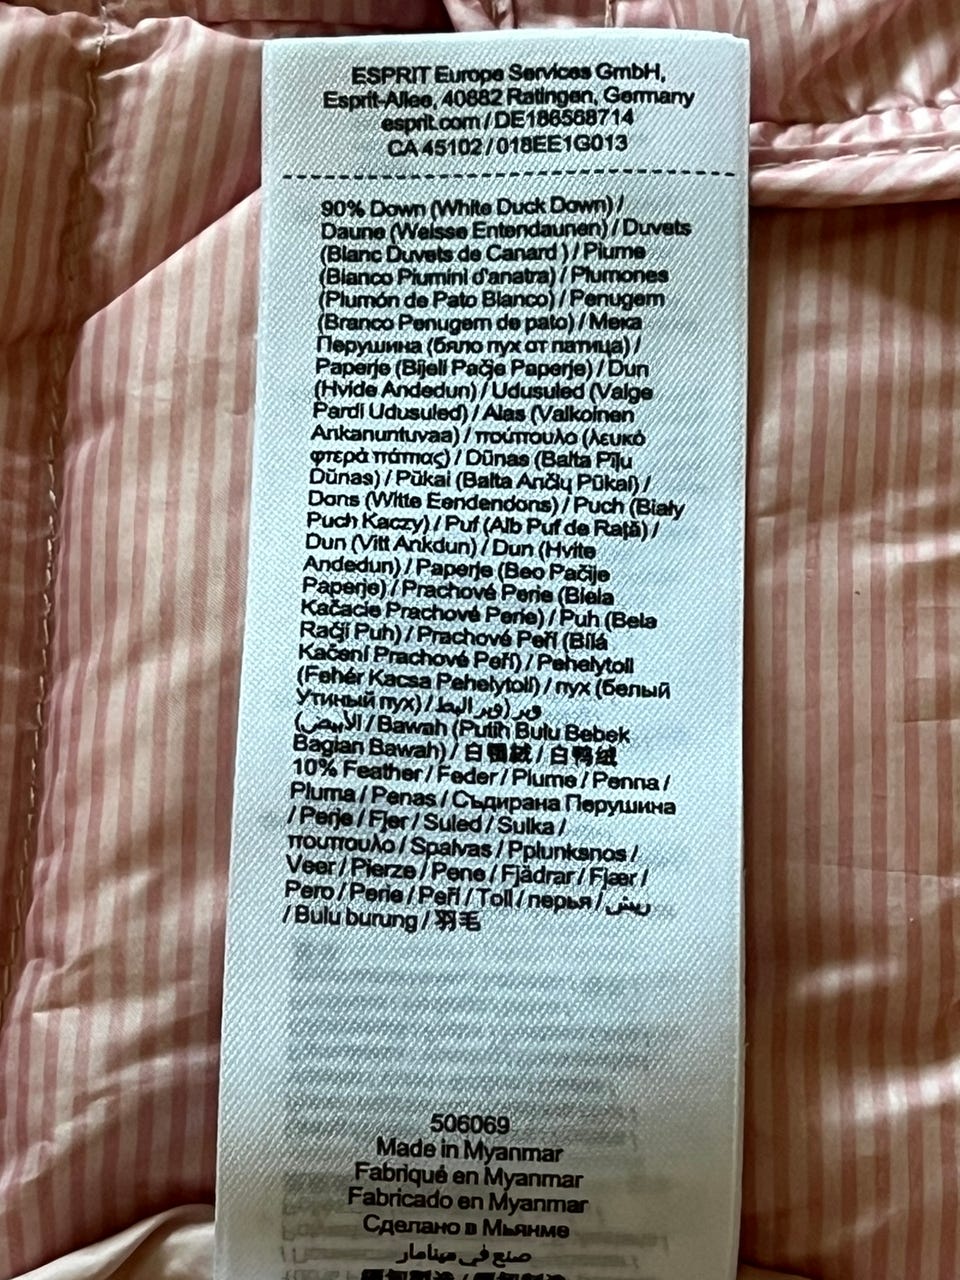 ESPRIT Europe Services GmbH,
Esprit-Allee, 40882 Ratingen, Germany
esprit.com / DE186568714
CA 45102 / 018EE1G013
90% Down (White Duck Down) /
Daune (Weisse Entendaunen) / Duvets
(Blanc Duvets de Canard ) / Piume
(Bianco Piumini d'anatra) / Plumones
(Plumón de Pato Blanco) / Penugem
(Branco Penugem de pato) / Мека
Перушина (бяло пух от патица) /
Paperje (Bijeli Pačje Paperje) / Dun
(Hvide Andedun) / Udusuled (Valge
Pardi Udusuled) / Alas (Valkoinen
Ankanuntuvaa) / πούπουλο (λευκό
φτερά πάπιας) / Dūnas (Balta Pīļu
Dūnas) / Pūkai (Balta Ančių Pūkai) /
Dons (Witte Eendendons) / Puch (Biały
Puch Kaczy) / Puf (Alb Puf de Raţă) /
Dun (Vitt Ankdun) / Dun (Hvite
Andedun) / Paperje (Beo Pačije
Paperje) / Prachové Perie (Biela
Kačacie Prachové Perie) / Puh (Bela
Račji Puh) / Prachové Peří (Bílá
Kačení Prachové Peří) / Pehelytoll
(Fehér Kacsa Pehelytoll) / пух (белый
Утиный пух) / وبر (وبر البط
الأبيض) / Bawah (Putih Bulu Bebek
Bagian Bawah) / 白鴨絨 / 白鸭绒
10% Feather / Feder / Plume / Penna /
Pluma / Penas / Съдирана Перушина
/ Perje / Fjer / Suled / Sulka /
πουπουλο / Spalvas / Pplunksnos /
Veer / Pierze / Pene / Fjädrar / Fjær /
Pero / Perie / Peří / Toll / перья / ريش
/ Bulu burung / 羽毛
506069
Made in Myanmar
Fabriqué en Myanmar
Fabricado en Myanmar
Сделано в Мьянме
صنع في مينامار